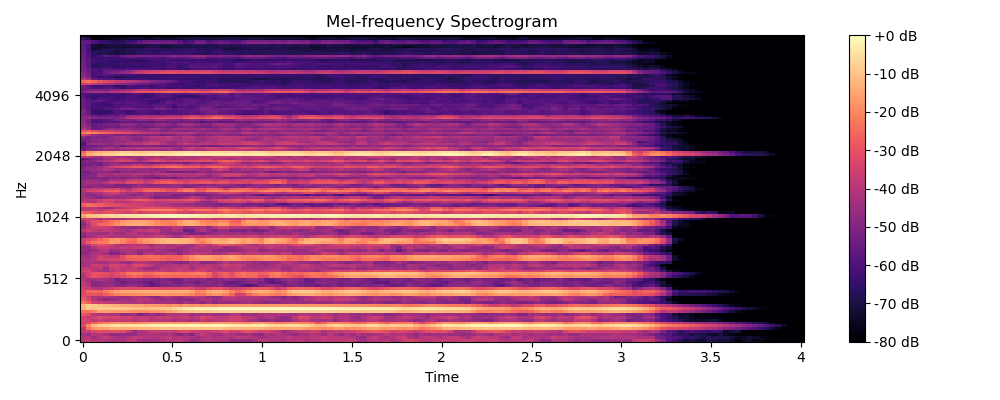 Mel-frequency Spectrogram
Hz
4096
2048
1024
512
0
0 0.5 1 1.5 2 2.5 3 3.5 4
Time
+0 dB
-10 dB
-20 dB
-30 dB
-40 dB
-50 dB
-60 dB
-70 dB
-80 dB